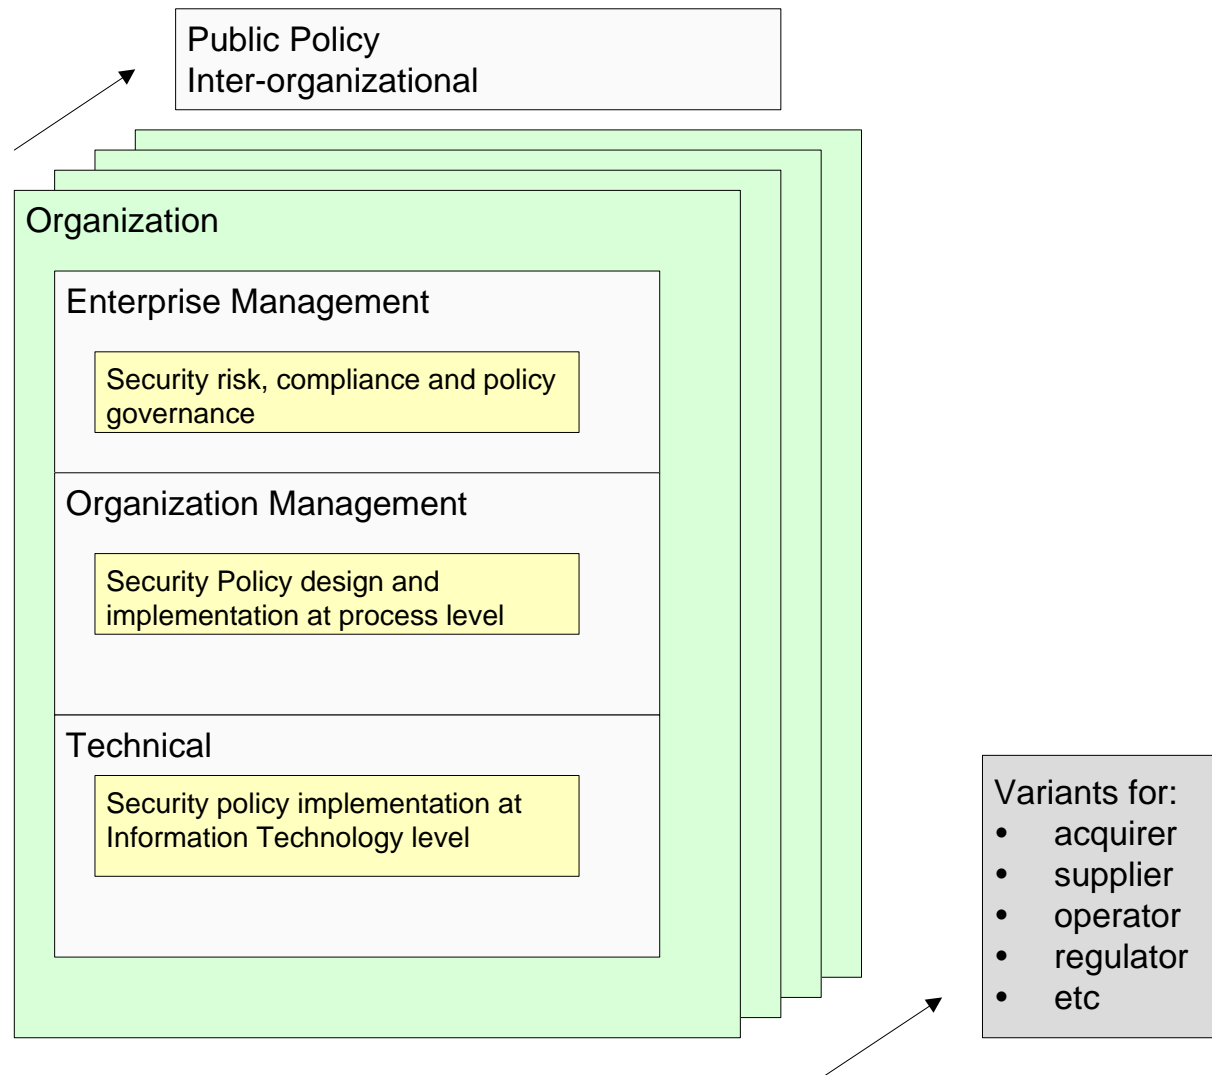 Public Policy
Inter-organizational
Organization
Enterprise Management
Security risk, compliance and policy
governance
Organization Management
Security Policy design and
implementation at process level
Technical
Security policy implementation at
Information Technology level
Variants for:
• acquirer
• supplier
• operator
• regulator
• etc